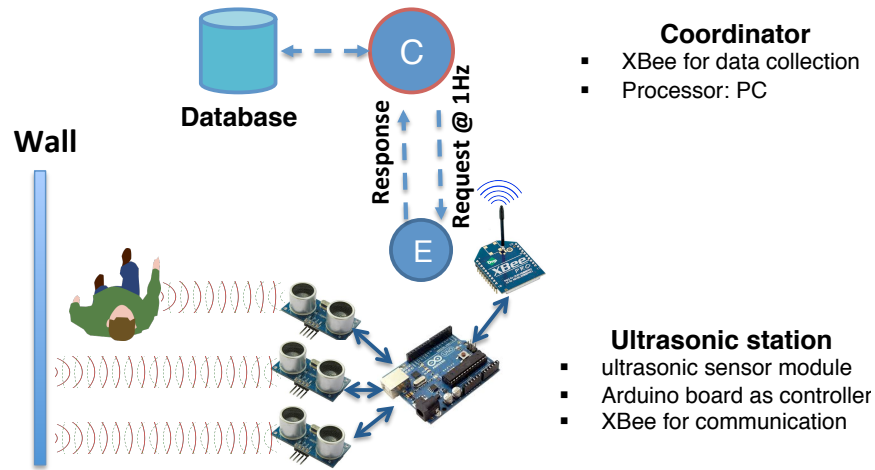 Coordinator
▪ XBee for data collection
▪ Processor: PC
C
Database
Response
Request @ 1Hz
Wall
E
XBee
PRO
Ultrasonic station
▪ ultrasonic sensor module
▪ Arduino board as controller
▪ XBee for communication